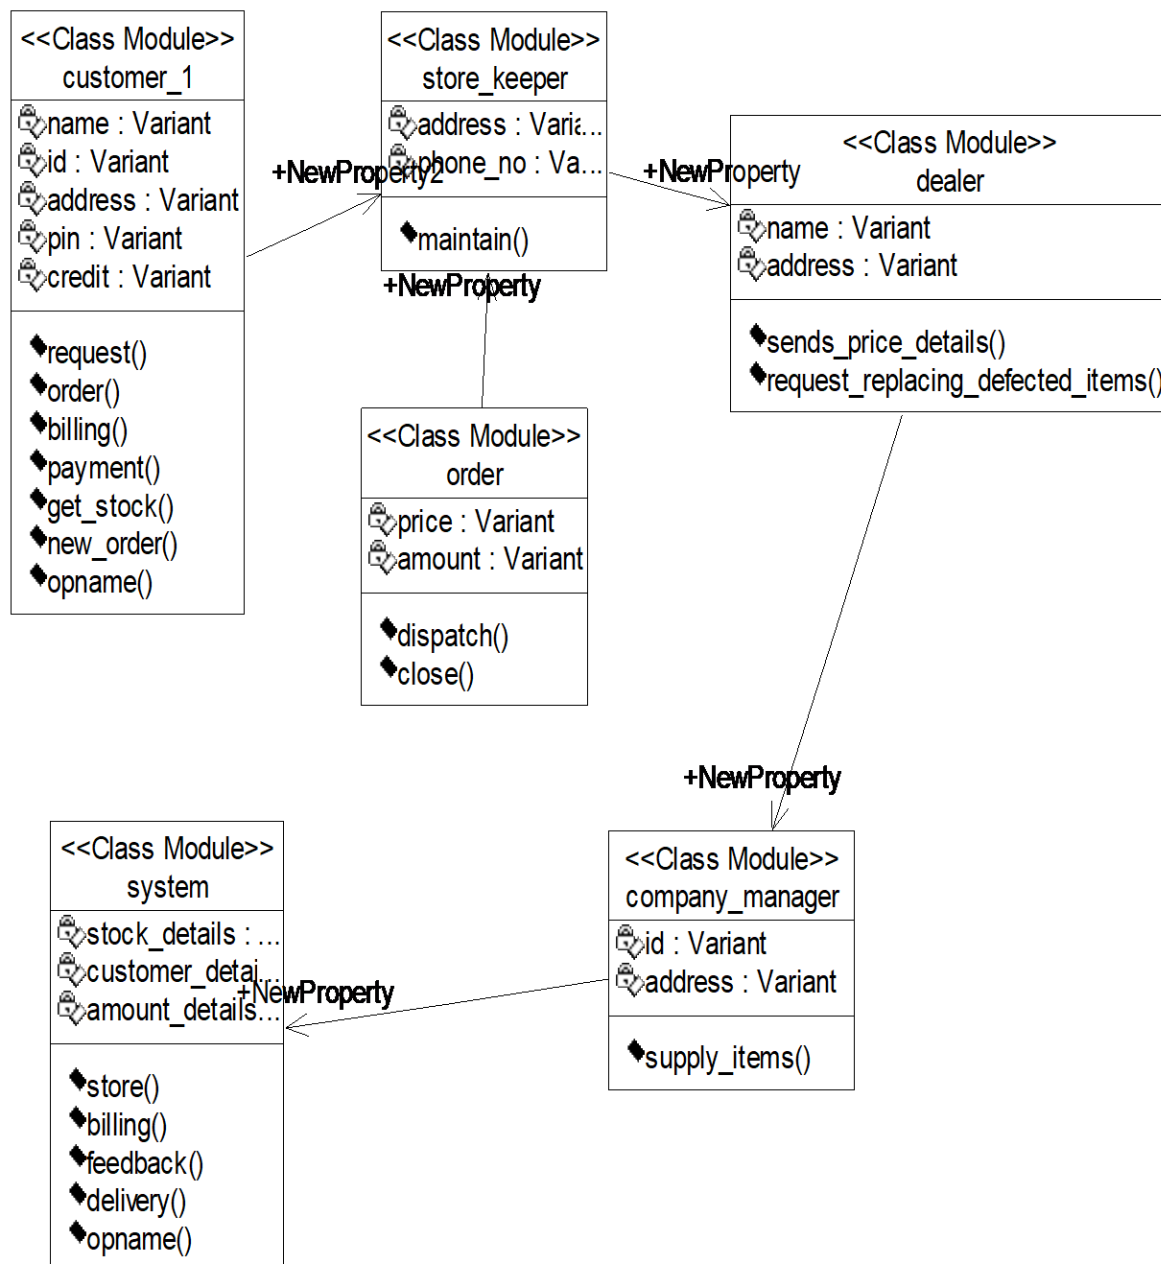 <<Class Module>>
customer_1
name : Variant
id : Variant
address : Variant
pin : Variant
credit : Variant
request()
order()
billing()
payment()
get_stock()
new_order()
opname()
+NewProperty2
<<Class Module>>
store_keeper
address : Varia...
phone_no : Va...
maintain()
+NewProperty
+NewProperty
<<Class Module>>
dealer
name : Variant
address : Variant
sends_price_details()
request_replacing_defected_items()
<<Class Module>>
order
price : Variant
amount : Variant
dispatch()
close()
+NewProperty
<<Class Module>>
company_manager
id : Variant
address : Variant
supply_items()
+NewProperty
<<Class Module>>
system
stock_details : ...
customer_detai...
amount_details...
store()
billing()
feedback()
delivery()
opname()